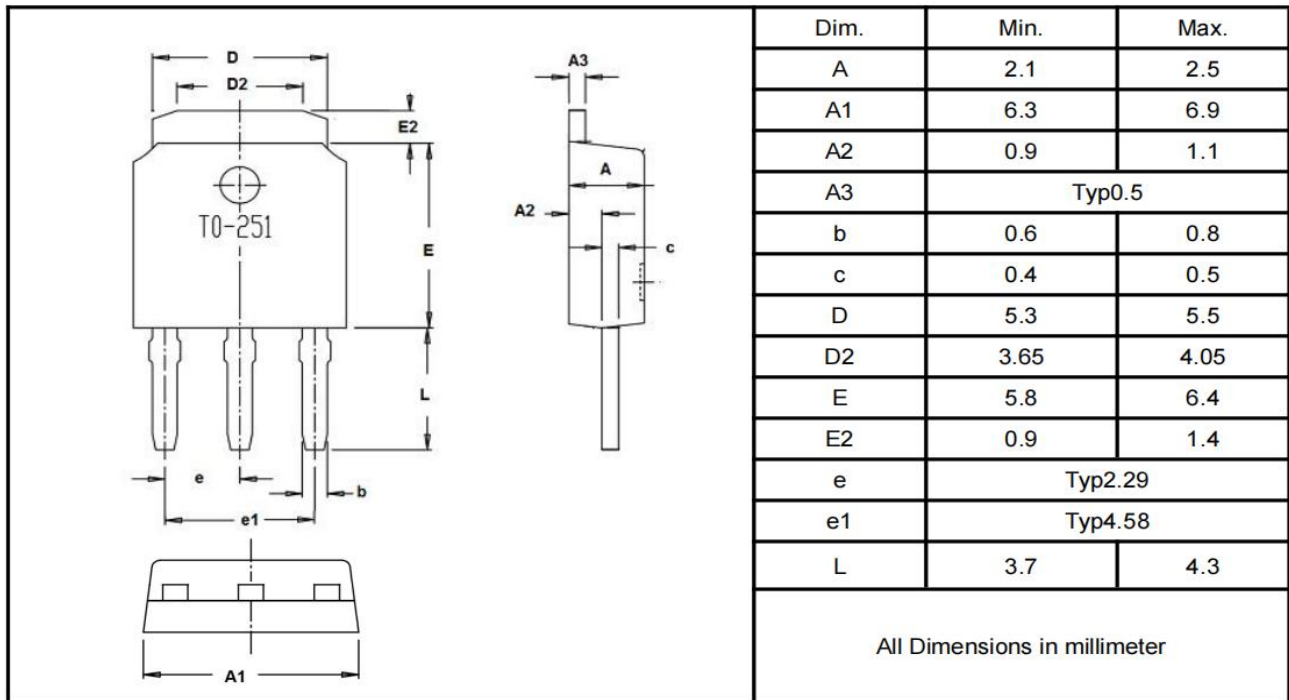 D
D2
E2
TO-251
E
L
e
b
e1
A1
A3
A
A2
c
Dim. Min. Max.
A 2.1 2.5
A1 6.3 6.9
A2 0.9 1.1
A3 Typ0.5
b 0.6 0.8
c 0.4 0.5
D 5.3 5.5
D2 3.65 4.05
E 5.8 6.4
E2 0.9 1.4
e Typ2.29
e1 Typ4.58
L 3.7 4.3
All Dimensions in millimeter